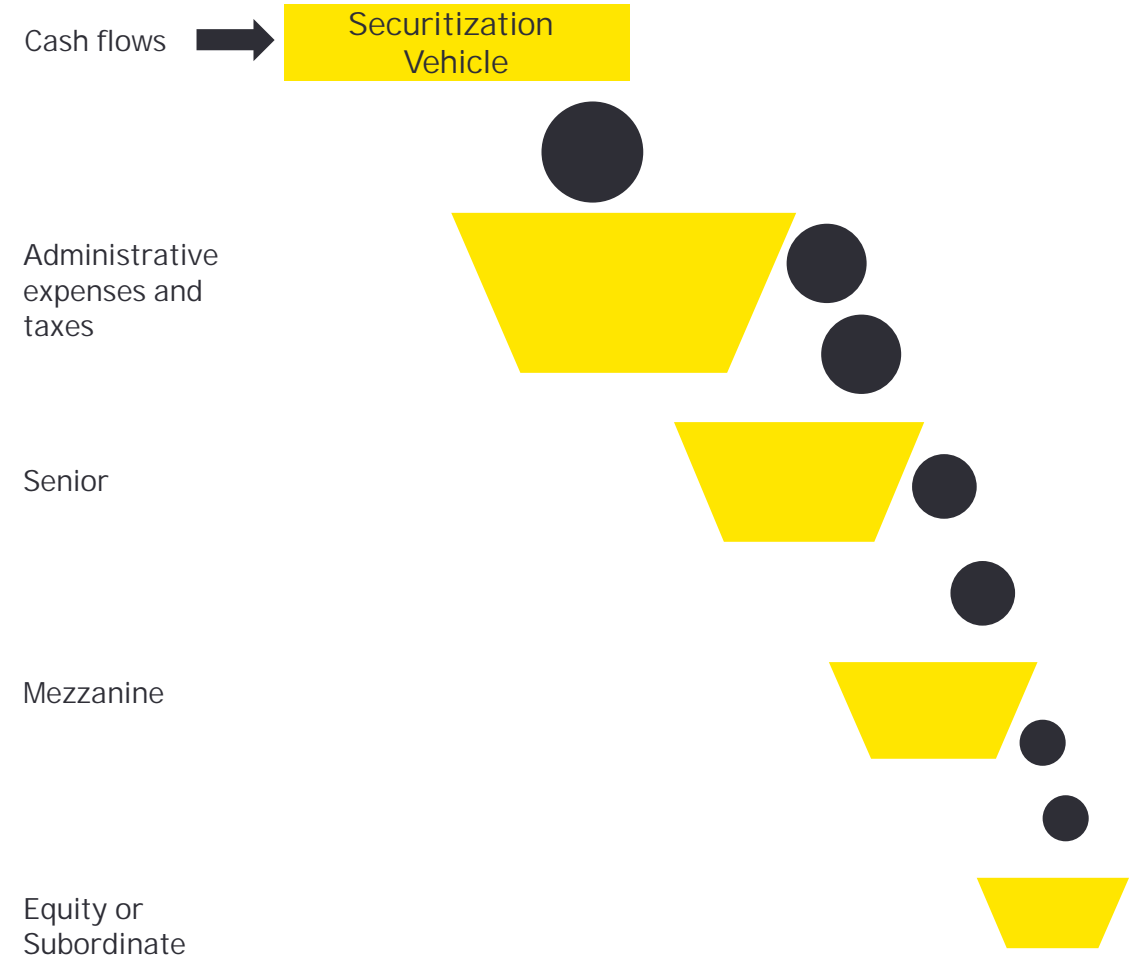 Cash flows
Securitization
Vehicle
Administrative
expenses and
taxes
Senior
Mezzanine
Equity or
Subordinate